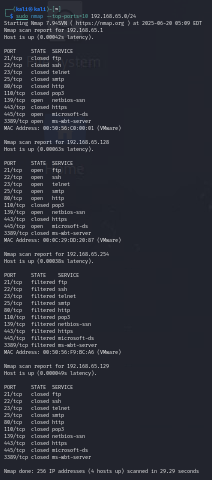 (kali㉿kali)-[~]
$ sudo nmap --top-ports=10 192.168.65.0/24
Starting Nmap 7.94SVN ( https://nmap.org ) at 2025-06-20 05:09 EDT
Nmap scan report for 192.168.65.1
Host is up (0.00042s latency).

PORT STATE SERVICE
21/tcp closed ftp
22/tcp closed ssh
23/tcp closed telnet
25/tcp closed smtp
80/tcp closed http
110/tcp closed pop3
139/tcp open netbios-ssn
443/tcp closed https
445/tcp open microsoft-ds
3389/tcp open ms-wbt-server
MAC Address: 00:50:56:C0:00:01 (VMware)

Nmap scan report for 192.168.65.128
Host is up (0.00063s latency).

PORT STATE SERVICE
21/tcp open ftp
22/tcp open ssh
23/tcp open telnet
25/tcp open smtp
80/tcp open http
110/tcp closed pop3
139/tcp open netbios-ssn
443/tcp closed https
445/tcp open microsoft-ds
3389/tcp closed ms-wbt-server
MAC Address: 00:0C:29:DD:20:87 (VMware)

Nmap scan report for 192.168.65.254
Host is up (0.00038s latency).

PORT STATE SERVICE
21/tcp filtered ftp
22/tcp filtered ssh
23/tcp filtered telnet
25/tcp filtered smtp
80/tcp filtered http
110/tcp filtered pop3
139/tcp filtered netbios-ssn
443/tcp filtered https
445/tcp filtered microsoft-ds
3389/tcp filtered ms-wbt-server
MAC Address: 00:50:56:F9:BC:A6 (VMware)

Nmap scan report for 192.168.65.129
Host is up (0.000049s latency).

PORT STATE SERVICE
21/tcp closed ftp
22/tcp closed ssh
23/tcp closed telnet
25/tcp closed smtp
80/tcp closed http
110/tcp closed pop3
139/tcp closed netbios-ssn
443/tcp closed https
445/tcp closed microsoft-ds
3389/tcp closed ms-wbt-server

Nmap done: 256 IP addresses (4 hosts up) scanned in 29.29 seconds